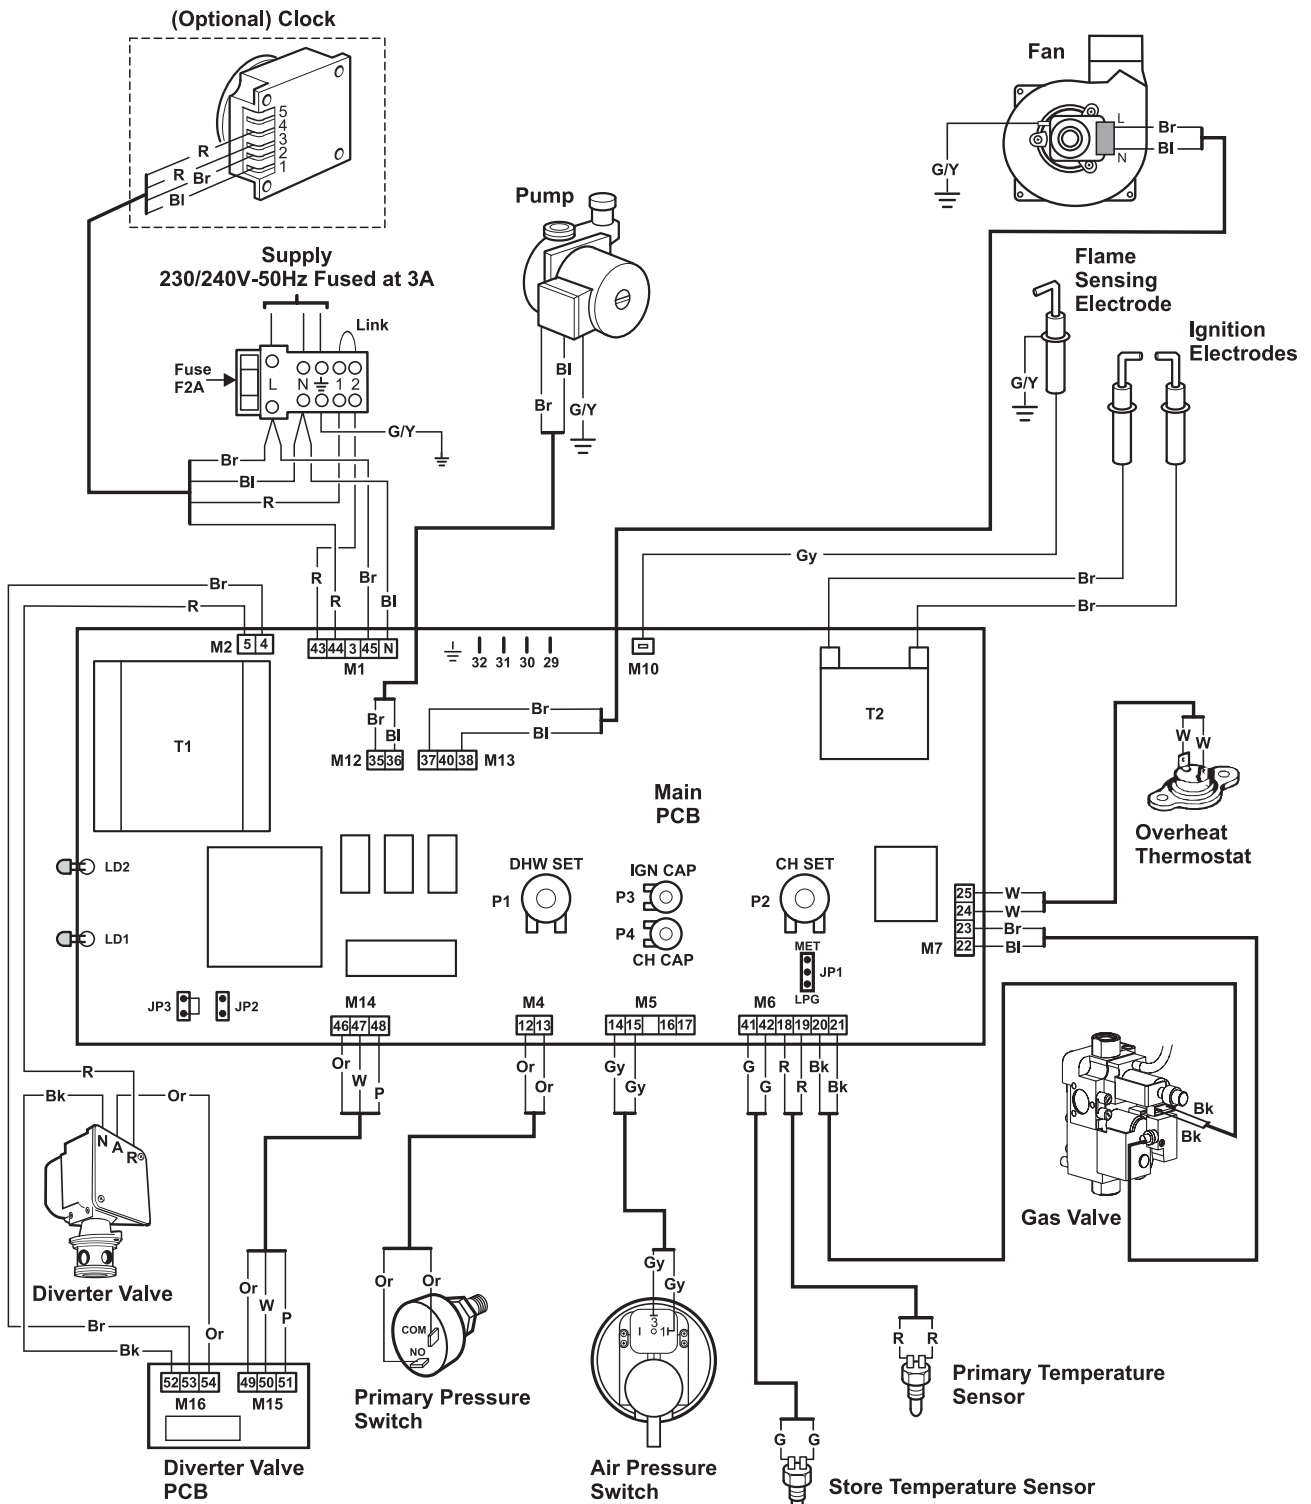 (Optional) Clock
5
4
3
2
1
R
R
Br
Bl
Fan
L
N
Br
Bl
G/Y
Pump
Bl
Br
G/Y
Supply
230/240V-50Hz Fused at 3A
Link
Fuse
F2A
L N 1 2
G/Y
Br
Bl
R
Flame
Sensing
Electrode
G/Y
Ignition
Electrodes
Gy
Br
Br
Br
R
R
R
Br
Bl
M2 5 4
43 44 3 45 N
M1
32 31 30 29
M10
T1
T2
Br
Bl
M12 35 36
Br
Bl
37 40 38 M13
Main
PCB
W
W
Overheat
Thermostat
LD2
LD1
DHW SET
P1
IGN CAP
P3
P4
CH CAP
CH SET
P2
MET
JP1
LPG
25 W
24 W
23 Br
22 Bl
M7
JP3
JP2
M14
46 47 48
M4
12 13
M5
14 15 16 17
M6
41 42 18 19 20 21
Or
W
P
Or
Or
Gy
Gy
G
G
R
R
Bk
Bk
R
Bk
Or
N
A
R
Diverter Valve
Br
Bk
Or
Or
W
P
52 53 54
M16
49 50 51
M15
Diverter Valve
PCB
Or
Or
COM
NO
Primary Pressure
Switch
Gy
Gy
3
1
Air Pressure
Switch
Bk
Bk
Gas Valve
R
R
Primary Temperature
Sensor
G
G
Store Temperature Sensor